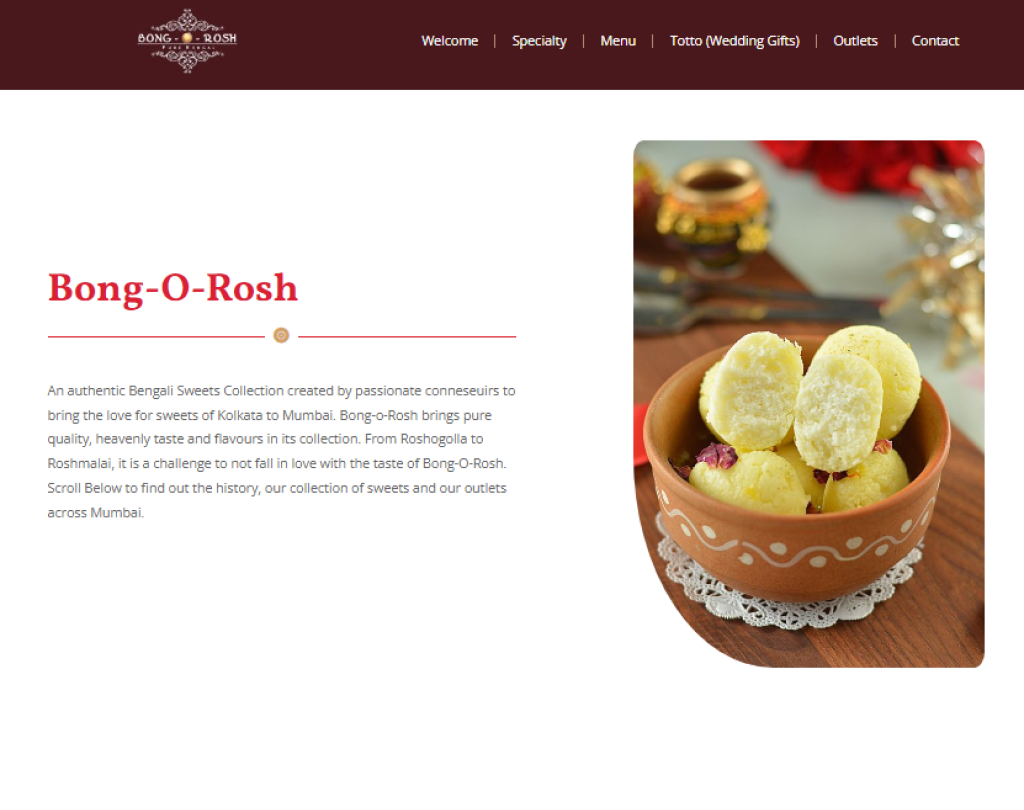 BONG - O - ROSH
PURE BENGAL
Welcome | Specialty | Menu | Totto (Wedding Gifts) | Outlets | Contact
Bong-O-Rosh
An authentic Bengali Sweets Collection created by passionate conneseuirs to
bring the love for sweets of Kolkata to Mumbai. Bong-o-Rosh brings pure
quality, heavenly taste and flavours in its collection. From Roshogolla to
Roshmalai, it is a challenge to not fall in love with the taste of Bong-O-Rosh.
Scroll Below to find out the history, our collection of sweets and our outlets
across Mumbai.